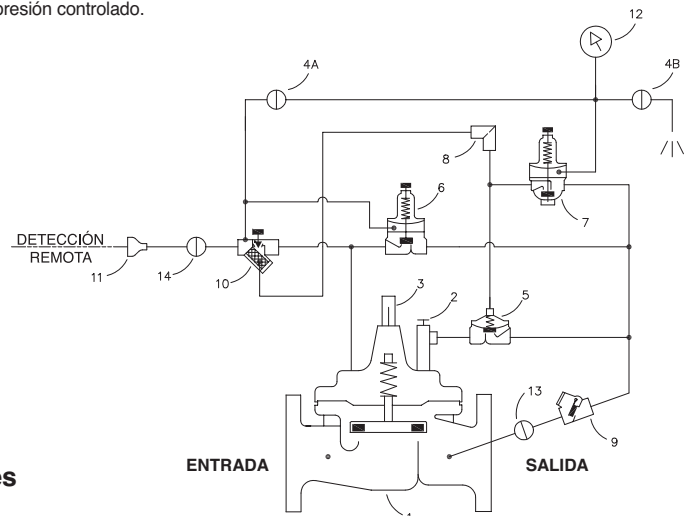 presión controlado.
12
4A
4B
8
6
7
DETECCIÓN
REMOTA
11
14
10
3
2
5
13
9
ENTRADA
SALIDA
1